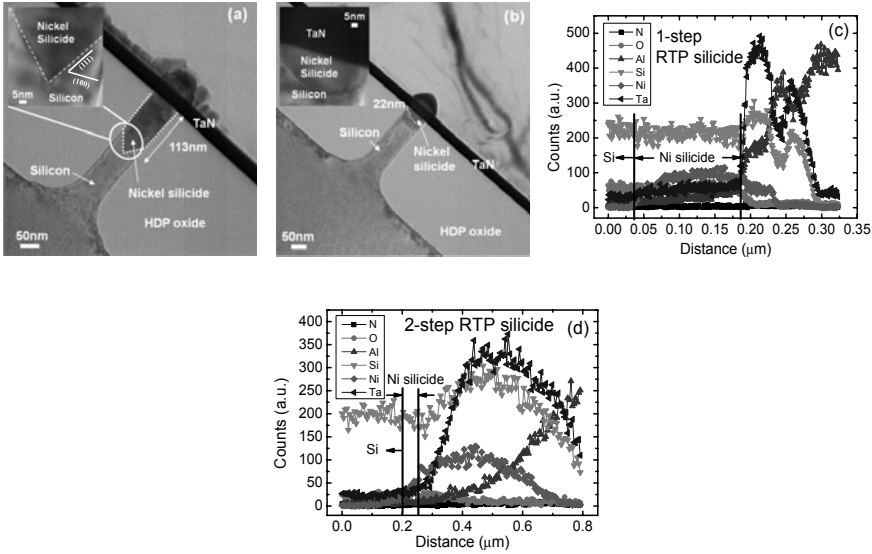 (a)
Nickel
Silicide
(111)
(100)
Silicon
5nm
TaN
113nm
Silicon
Nickel silicide
HDP oxide
50nm
(b)
5nm
TaN
Nickel
Silicide
Silicon
22nm
Silicon
Nickel
silicide
TaN
HDP oxide
50nm
(c)
1-step
RTP silicide
N
O
Al
Si
Ni
Ta
Si
Ni silicide
Counts (a.u.)
500
400
300
200
100
0
0.00 0.05 0.10 0.15 0.20 0.25 0.30 0.35
Distance (μm)
(d)
2-step RTP silicide
N
O
Al
Si
Ni
Ta
Ni silicide
Si
Counts (a.u.)
400
350
300
250
200
150
100
50
0
0.0 0.2 0.4 0.6 0.8
Distance (μm)